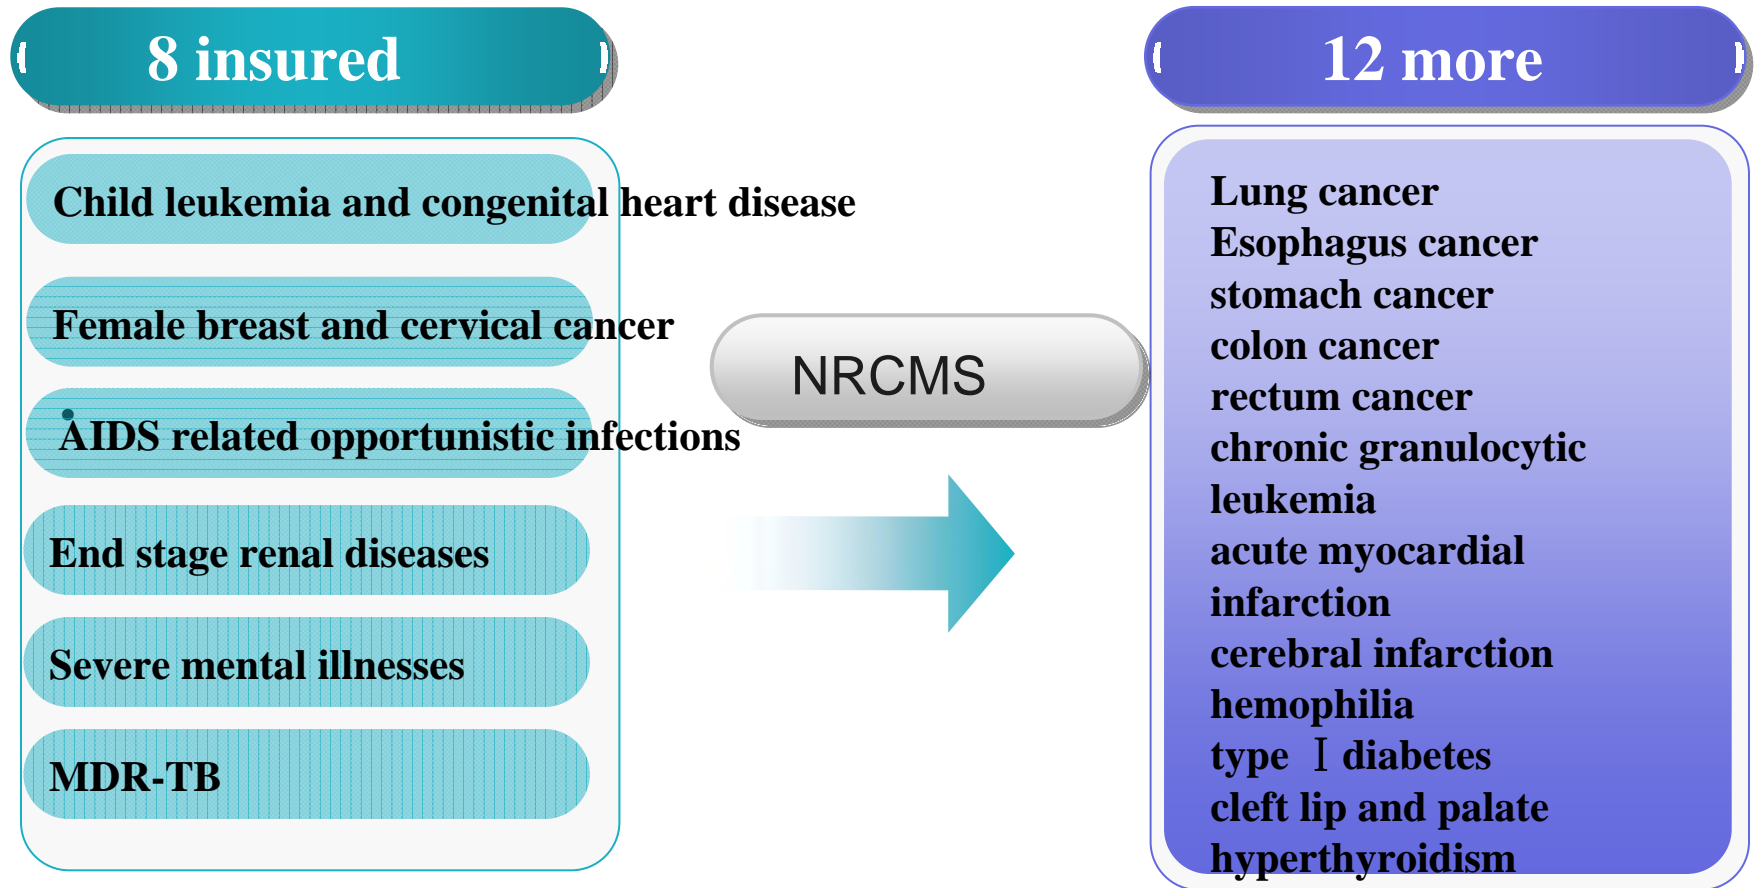 8 insured
Child leukemia and congenital heart disease
Female breast and cervical cancer
•
AIDS related opportunistic infections
End stage renal diseases
Severe mental illnesses
MDR-TB
NRCMS
12 more
Lung cancer
Esophagus cancer
stomach cancer
colon cancer
rectum cancer
chronic granulocytic
leukemia
acute myocardial
infarction
cerebral infarction
hemophilia
type Ⅰ diabetes
cleft lip and palate
hyperthyroidism